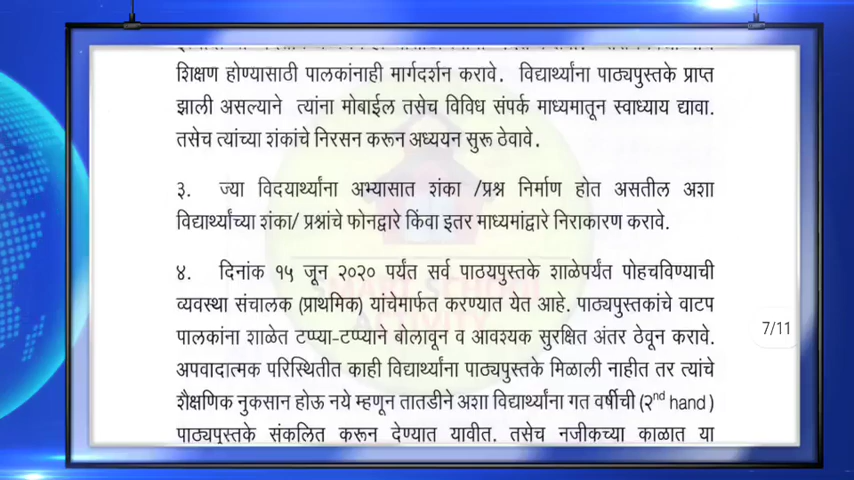 शिक्षण होण्यासाठी पालकांनाही मार्गदर्शन करावे. विद्यार्थ्यांना पाठ्यपुस्तके प्राप्त
झाली असल्याने त्यांना मोबाईल तसेच विविध संपर्क माध्यमातून स्वाध्याय द्यावा.
तसेच त्यांच्या शंकांचे निरसन करून अध्ययन सुरू ठेवावे.
३. ज्या विदयार्थ्यांना अभ्यासात शंका /प्रश्न निर्माण होत असतील अशा
विद्यार्थ्यांच्या शंका/ प्रश्नांचे फोनद्वारे किंवा इतर माध्यमांद्वारे निराकारण करावे.
४. दिनांक १५ जून २०२० पर्यंत सर्व पाठयपुस्तके शाळेपर्यंत पोहचविण्याची
व्यवस्था संचालक (प्राथमिक) यांचेमार्फत करण्यात येत आहे. पाठ्यपुस्तकांचे वाटप
पालकांना शाळेत टप्प्या-टप्प्याने बोलावून व आवश्यक सुरक्षित अंतर ठेवून करावे.
7/11
अपवादात्मक परिस्थितीत काही विद्यार्थ्यांना पाठ्यपुस्तके मिळाली नाहीत तर त्यांचे
शैक्षणिक नुकसान होऊ नये म्हणून तातडीने अशा विद्यार्थ्यांना गत वर्षीची (२nd hand )
पाठ्यपुस्तके संकलित करून देण्यात यावीत. तसेच नजीकच्या काळात या